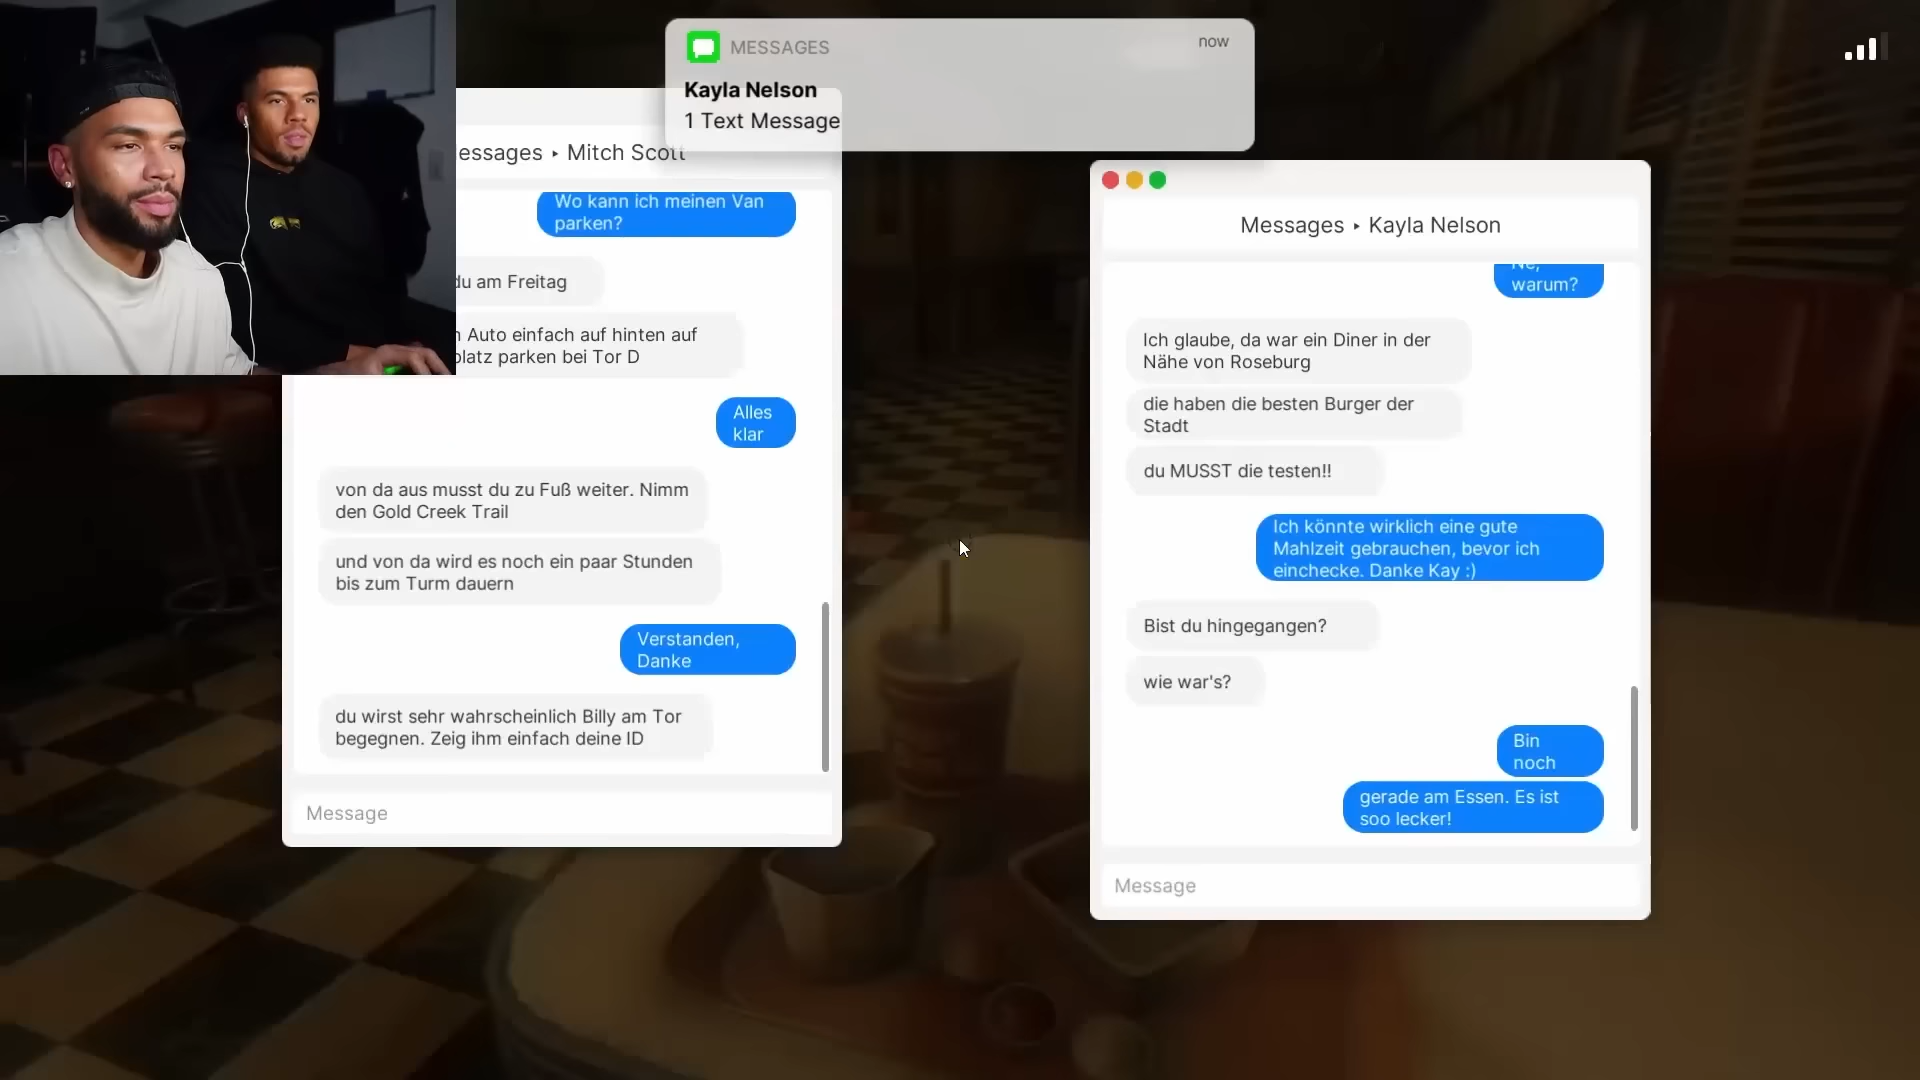 MESSAGES
now
Kayla Nelson
1 Text Message
essages ▸ Mitch Scott
Wo kann ich meinen Van
parken?
du am Freitag
Auto einfach auf hinten auf
platz parken bei Tor D
Alles
klar
von da aus musst du zu Fuß weiter. Nimm
den Gold Creek Trail
und von da wird es noch ein paar Stunden
bis zum Turm dauern
Verstanden,
Danke
du wirst sehr wahrscheinlich Billy am Tor
begegnen. Zeig ihm einfach deine ID
Message
Messages ▸ Kayla Nelson
Ne,
warum?
Ich glaube, da war ein Diner in der
Nähe von Roseburg
die haben die besten Burger der
Stadt
du MUSST die testen!!
Ich könnte wirklich eine gute
Mahlzeit gebrauchen, bevor ich
einchecke. Danke Kay :)
Bist du hingegangen?
wie war's?
Bin
noch
gerade am Essen. Es ist
soo lecker!
Message